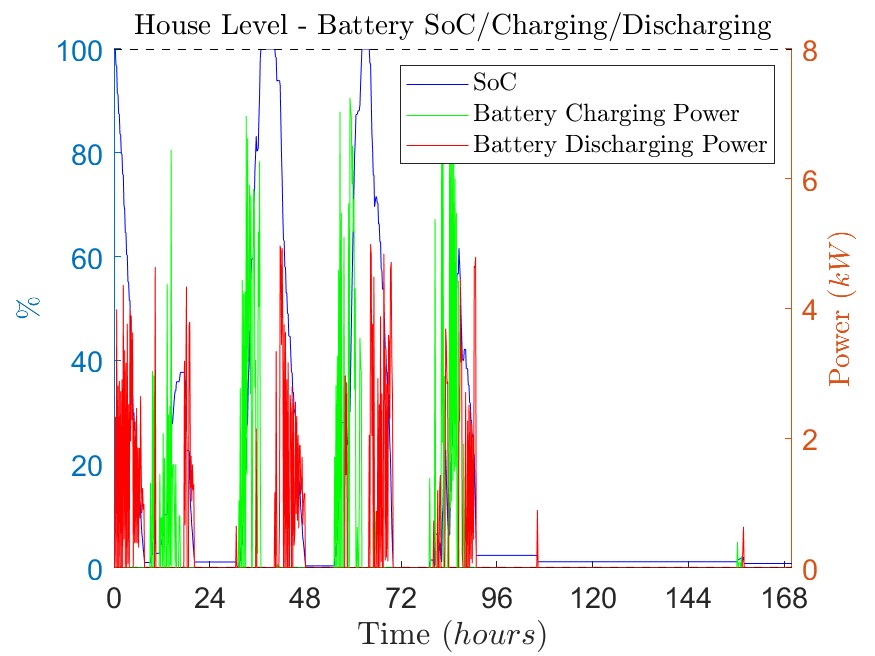 House Level - Battery SoC/Charging/Discharging
100
80
60
40
20
0
%
8
6
4
2
0
Power (kW)
SoC
Battery Charging Power
Battery Discharging Power
0 24 48 72 96 120 144 168
Time (hours)